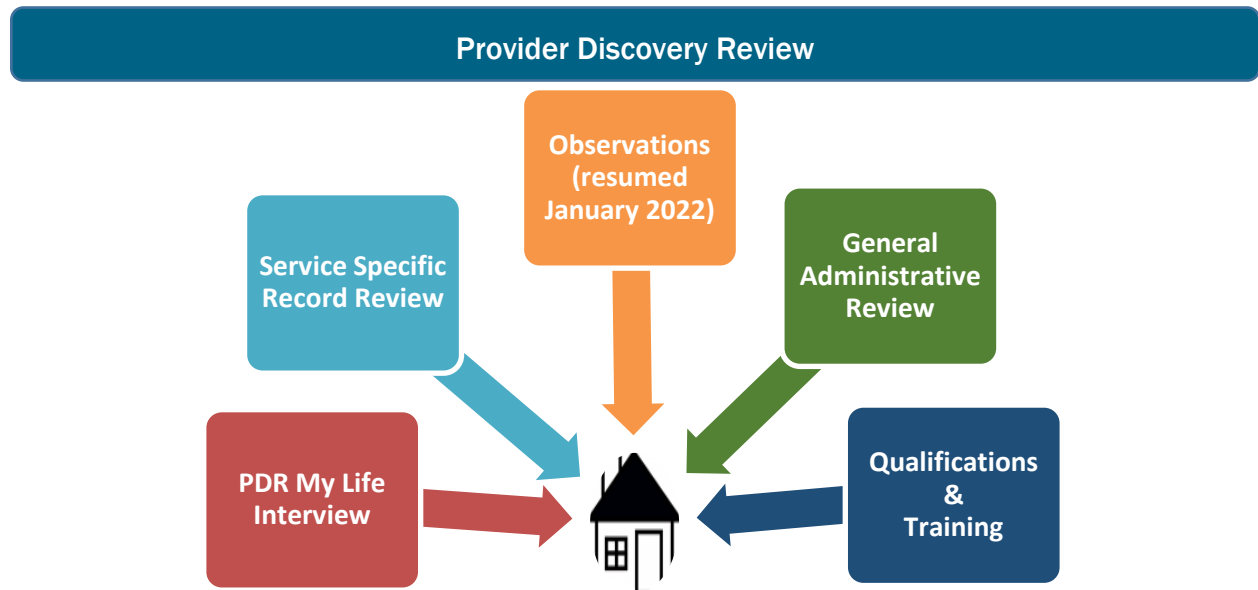 Provider Discovery Review
Observations
(resumed
January 2022)
Service Specific
Record Review
General
Administrative
Review
PDR My Life
Interview
Qualifications
&
Training